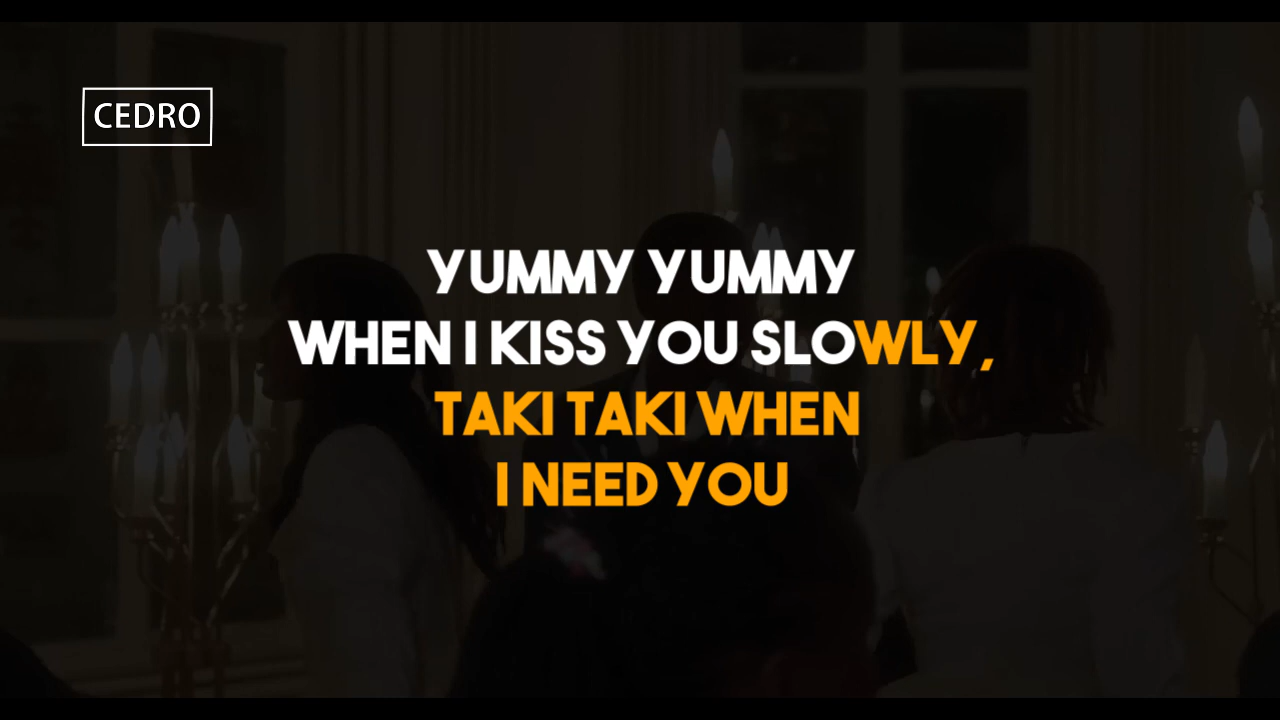 CEDRO
YUMMY YUMMY
WHEN I KISS YOU SLOWLY,
TAKI TAKI WHEN
I NEED YOU